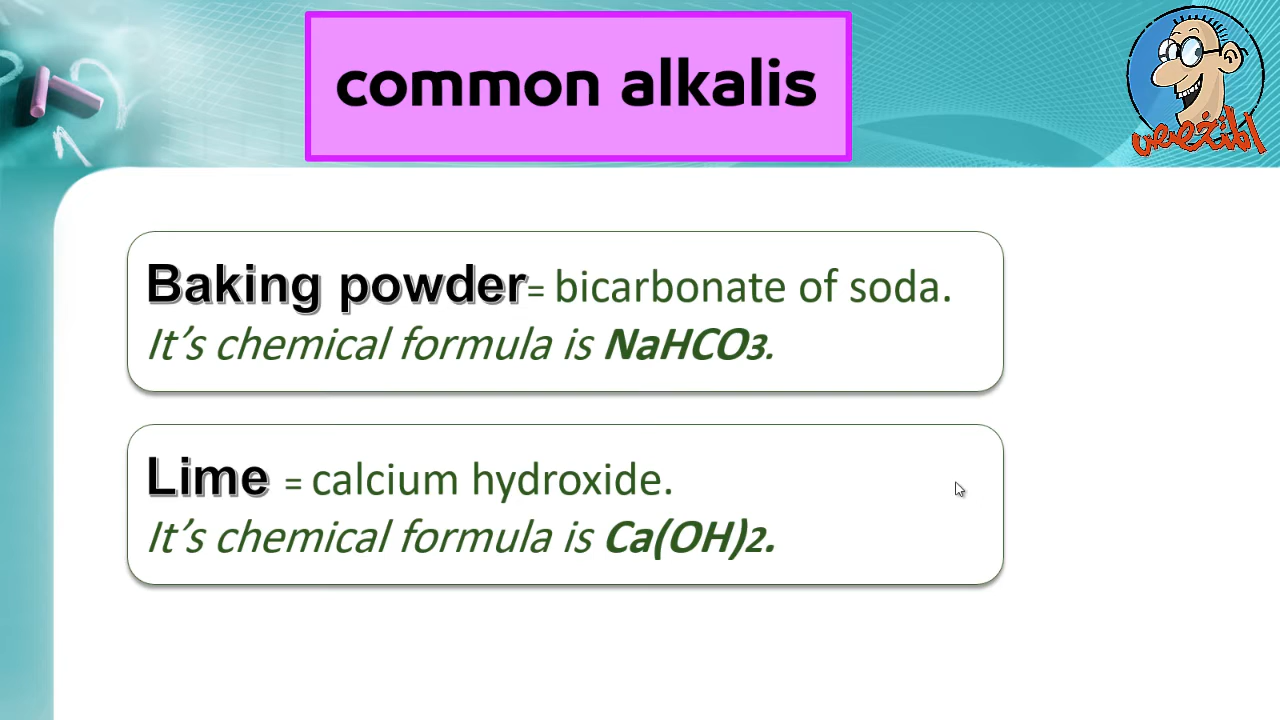 common alkalis
المتخصص
Baking powder= bicarbonate of soda.
It's chemical formula is NaHCO3.
Lime = calcium hydroxide.
It's chemical formula is Ca(OH)2.